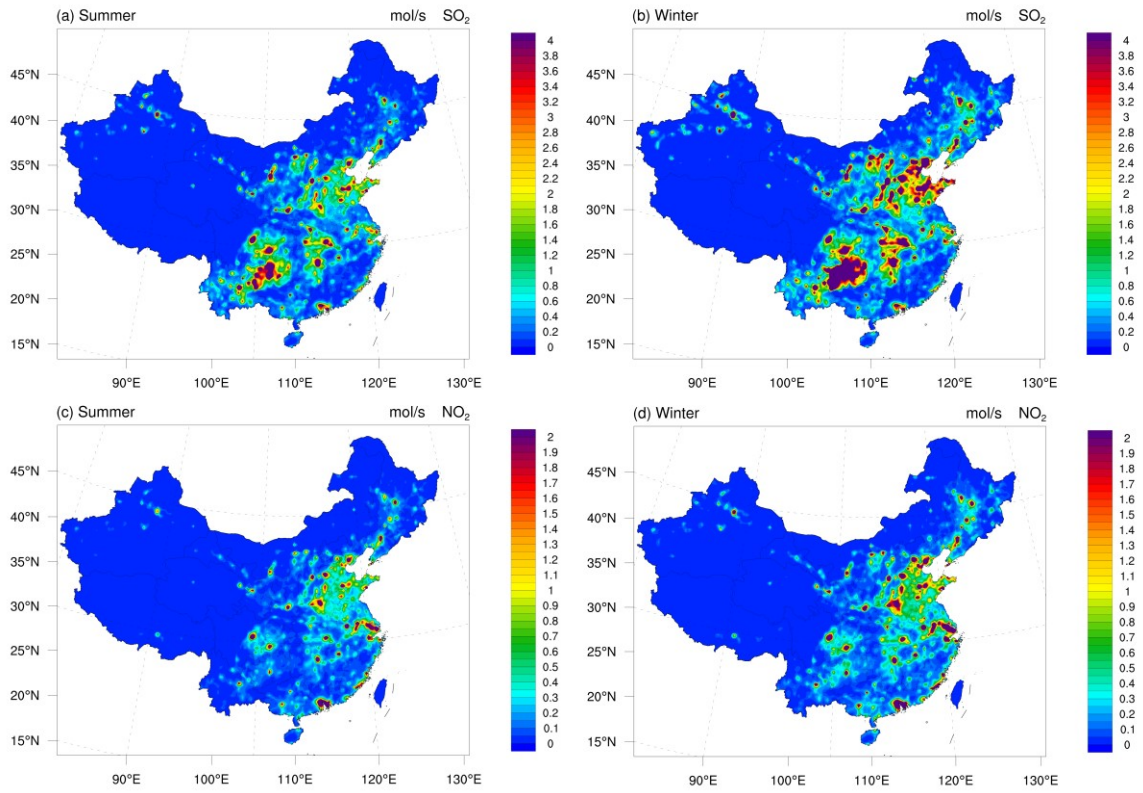 (a) Summer mol/s SO2
45°N
40°N
35°N
30°N
25°N
20°N
15°N
90°E 100°E 110°E 120°E 130°E
4
3.8
3.6
3.4
3.2
3
2.8
2.6
2.4
2.2
2
1.8
1.6
1.4
1.2
1
0.8
0.6
0.4
0.2
0
(b) Winter mol/s SO2
45°N
40°N
35°N
30°N
25°N
20°N
15°N
90°E 100°E 110°E 120°E 130°E
4
3.8
3.6
3.4
3.2
3
2.8
2.6
2.4
2.2
2
1.8
1.6
1.4
1.2
1
0.8
0.6
0.4
0.2
0
(c) Summer mol/s NO2
45°N
40°N
35°N
30°N
25°N
20°N
15°N
90°E 100°E 110°E 120°E 130°E
2
1.9
1.8
1.7
1.6
1.5
1.4
1.3
1.2
1.1
1
0.9
0.8
0.7
0.6
0.5
0.4
0.3
0.2
0.1
0
(d) Winter mol/s NO2
45°N
40°N
35°N
30°N
25°N
20°N
15°N
90°E 100°E 110°E 120°E 130°E
2
1.9
1.8
1.7
1.6
1.5
1.4
1.3
1.2
1.1
1
0.9
0.8
0.7
0.6
0.5
0.4
0.3
0.2
0.1
0